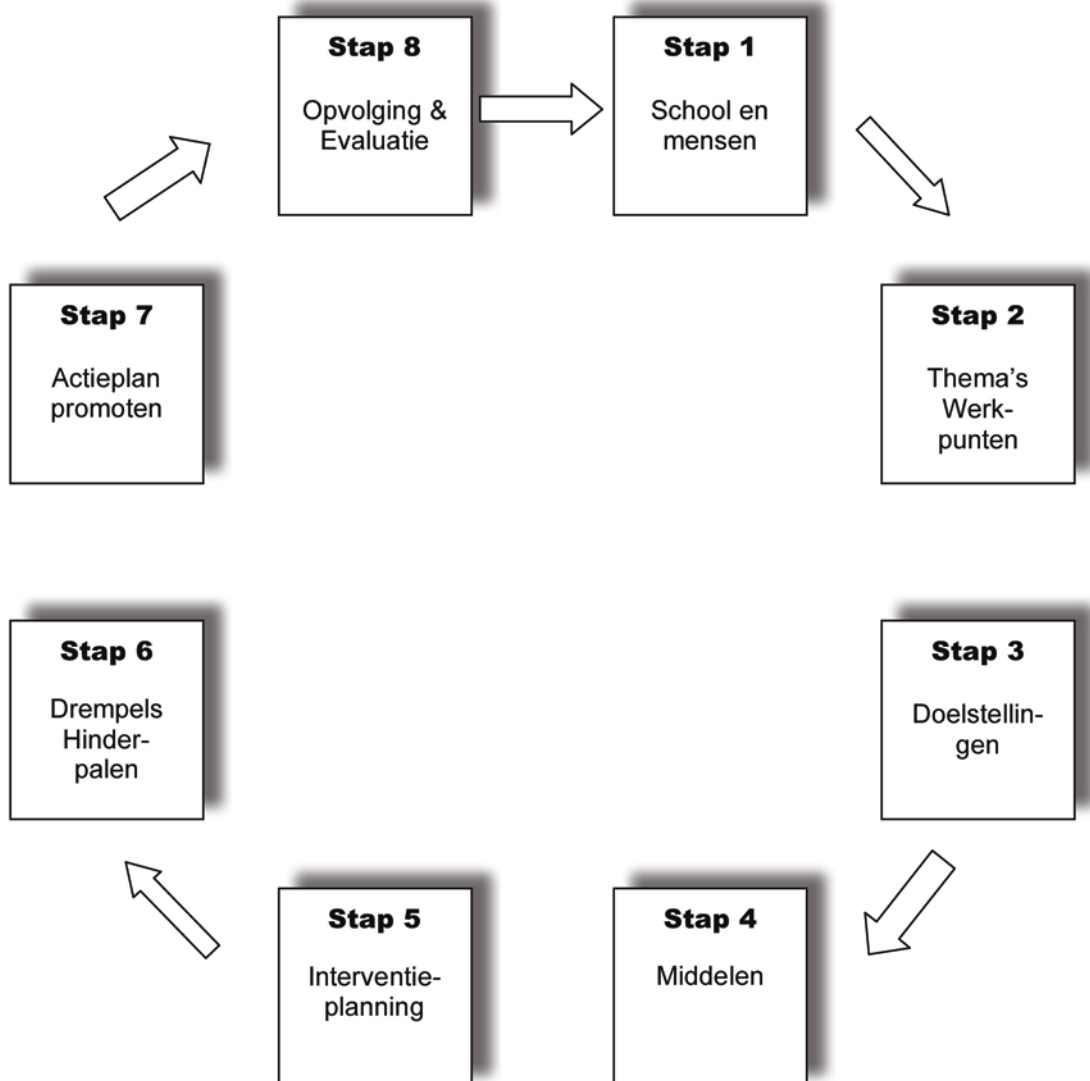 Stap 8
Opvolging &
Evaluatie
Stap 1
School en
mensen
Stap 7
Actieplan
promoten
Stap 2
Thema's
Werk-
punten
Stap 6
Drempels
Hinder-
palen
Stap 3
Doelstellin-
gen
Stap 5
Interventie-
planning
Stap 4
Middelen